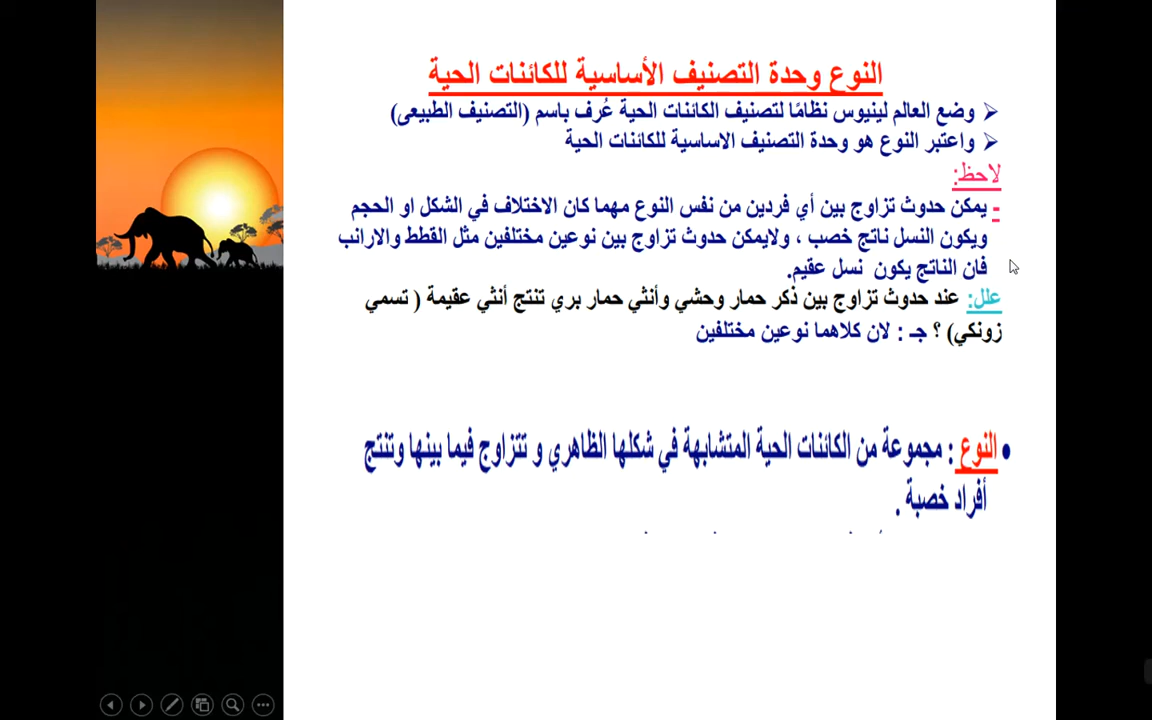 النوع وحدة التصنيف الأساسية للكائنات الحية
وضع العالم لينيوس نظامًا لتصنيف الكائنات الحية عُرف باسم (التصنيف الطبيعى)
واعتبر النوع هو وحدة التصنيف الاساسية للكائنات الحية
لاحظ:
- يمكن حدوث تزاوج بين أي فردين من نفس النوع مهما كان الاختلاف في الشكل او الحجم
ويكون النسل ناتج خصب ، ولايمكن حدوث تزاوج بين نوعين مختلفين مثل القطط والارانب
فان الناتج يكون نسل عقيم.
علل: عند حدوث تزاوج بين ذكر حمار وحشي وأنثي حمار بري تنتج أنثي عقيمة ( تسمي
زونكي) ؟ جـ : لان كلاهما نوعين مختلفين
• النوع : مجموعة من الكائنات الحية المتشابهة في شكلها الظاهري و تتزاوج فيما بينها وتنتج
أفراد خصبة .